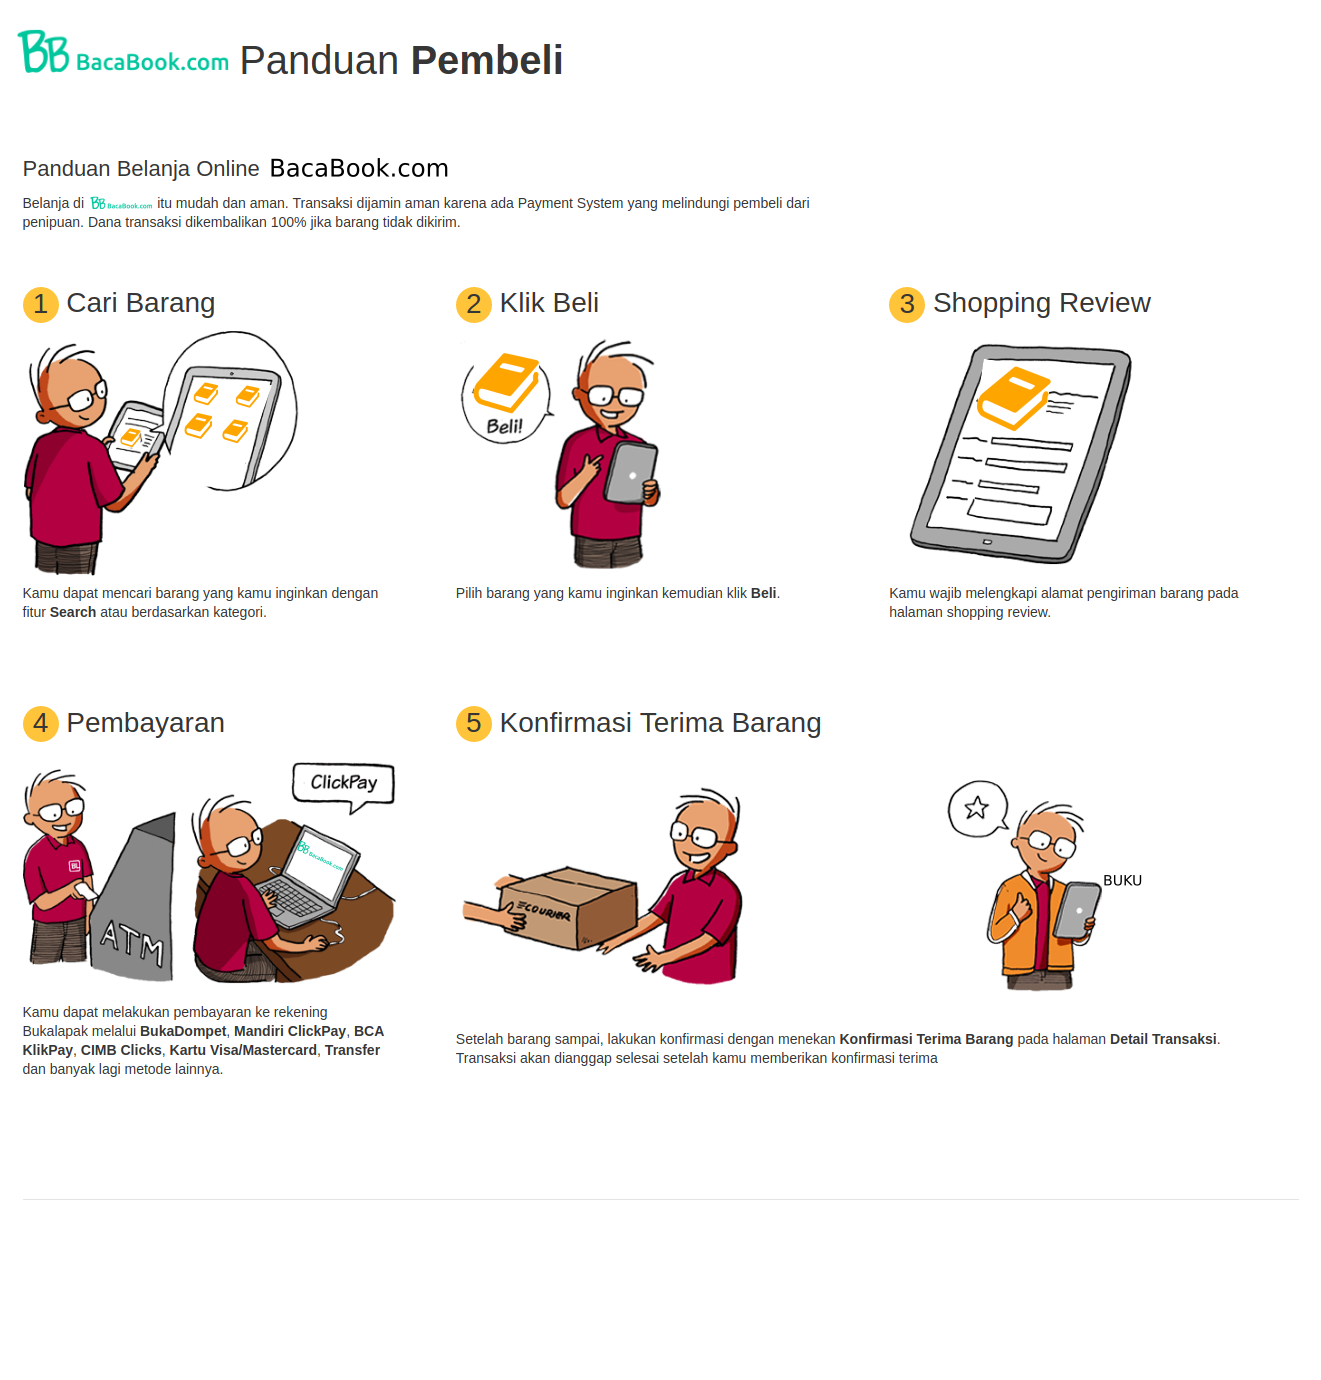 BB BacaBook.com Panduan Pembeli
Panduan Belanja Online BacaBook.com
Belanja di BB BacaBook.com itu mudah dan aman. Transaksi dijamin aman karena ada Payment System yang melindungi pembeli dari
penipuan. Dana transaksi dikembalikan 100% jika barang tidak dikirim.
1 Cari Barang
Kamu dapat mencari barang yang kamu inginkan dengan
fitur Search atau berdasarkan kategori.
2 Klik Beli
Beli!
Pilih barang yang kamu inginkan kemudian klik Beli.
3 Shopping Review
Kamu wajib melengkapi alamat pengiriman barang pada
halaman shopping review.
4 Pembayaran
ClickPay
BB BacaBook.com
BL
ATM
Kamu dapat melakukan pembayaran ke rekening
Bukalapak melalui BukaDompet, Mandiri ClickPay, BCA
KlikPay, CIMB Clicks, Kartu Visa/Mastercard, Transfer
dan banyak lagi metode lainnya.
5 Konfirmasi Terima Barang
COURIER
BUKU
Setelah barang sampai, lakukan konfirmasi dengan menekan Konfirmasi Terima Barang pada halaman Detail Transaksi.
Transaksi akan dianggap selesai setelah kamu memberikan konfirmasi terima